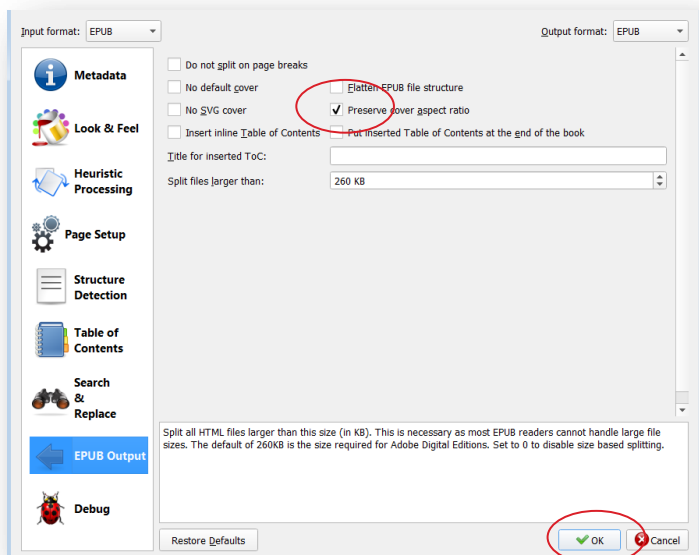 Input format: EPUB
Output format: EPUB
Metadata
Look & Feel
Heuristic
Processing
Page Setup
Structure
Detection
Table of
Contents
Search
&
Replace
EPUB Output
Debug
Do not split on page breaks
No default cover
Flatten EPUB file structure
No SVG cover
Preserve cover aspect ratio
Insert inline Table of Contents
Put inserted Table of Contents at the end of the book
Title for inserted ToC:
Split files larger than: 260 KB
Split all HTML files larger than this size (in KB). This is necessary as most EPUB readers cannot handle large file
sizes. The default of 260KB is the size required for Adobe Digital Editions. Set to 0 to disable size based splitting.
Restore Defaults
OK
Cancel